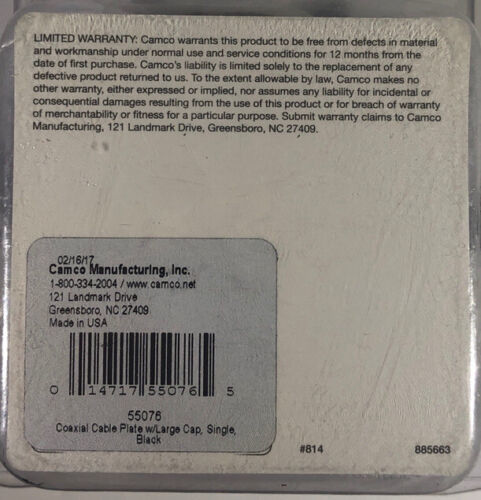 LIMITED WARRANTY: Camco warrants this product to be free from defects in material
and workmanship under normal use and service conditions for 12 months from the
date of first purchase. Camco's liability is limited solely to the replacement of any
defective product returned to us. To the extent allowable by law, Camco makes no
other warranty, either expressed or implied, nor assumes any liability for incidental or
consequential damages resulting from the use of this product or for breach of warranty
of merchantability or fitness for a particular purpose. Submit warranty claims to Camco
Manufacturing, 121 Landmark Drive, Greensboro, NC 27409.
02/16/17
Camco Manufacturing, Inc.
1-800-334-2004 / www.camco.net
121 Landmark Drive
Greensboro, NC 27409
Made in USA
0 14717 55076 5
55076
Coaxial Cable Plate w/Large Cap, Single,
Black
#814 885663